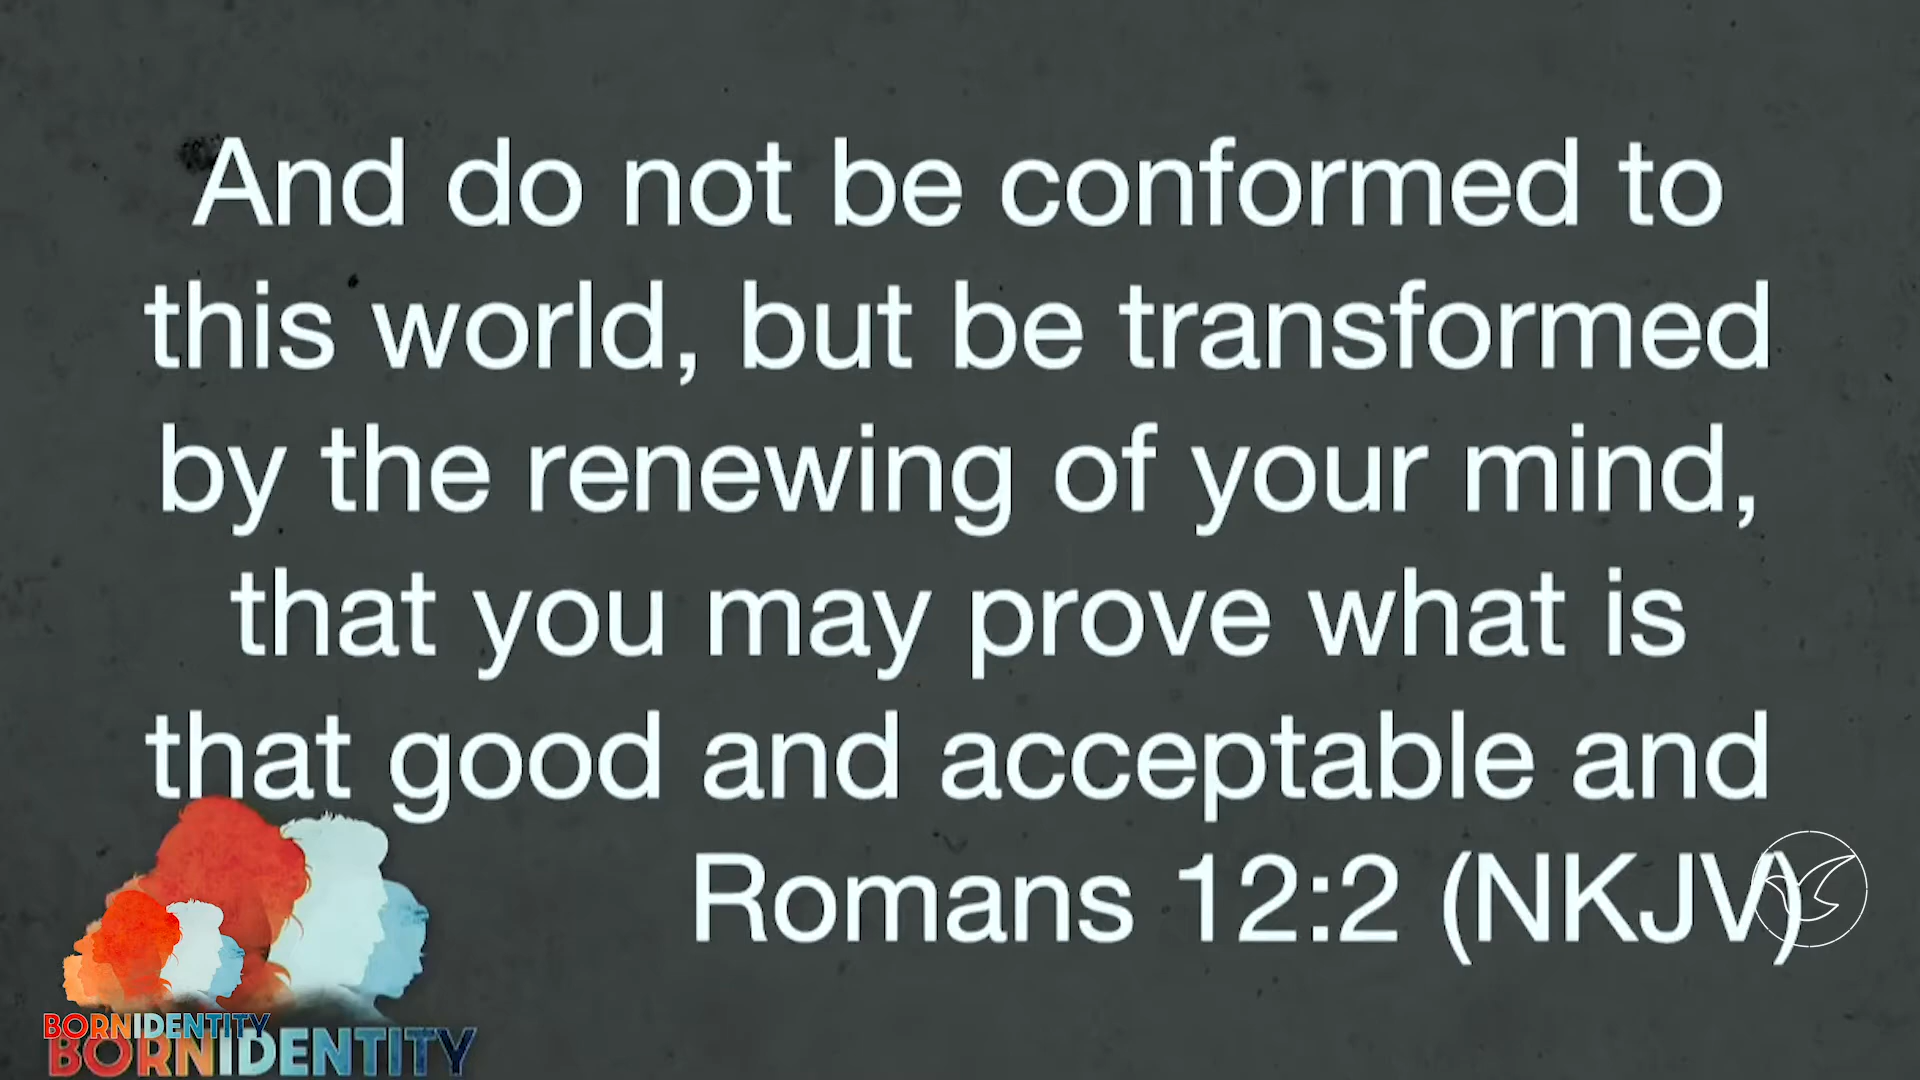 And do not be conformed to
this world, but be transformed
by the renewing of your mind,
that you may prove what is
that good and acceptable and
Romans 12:2 (NKJV)
BORNIDENTITY
BORNIDENTITY